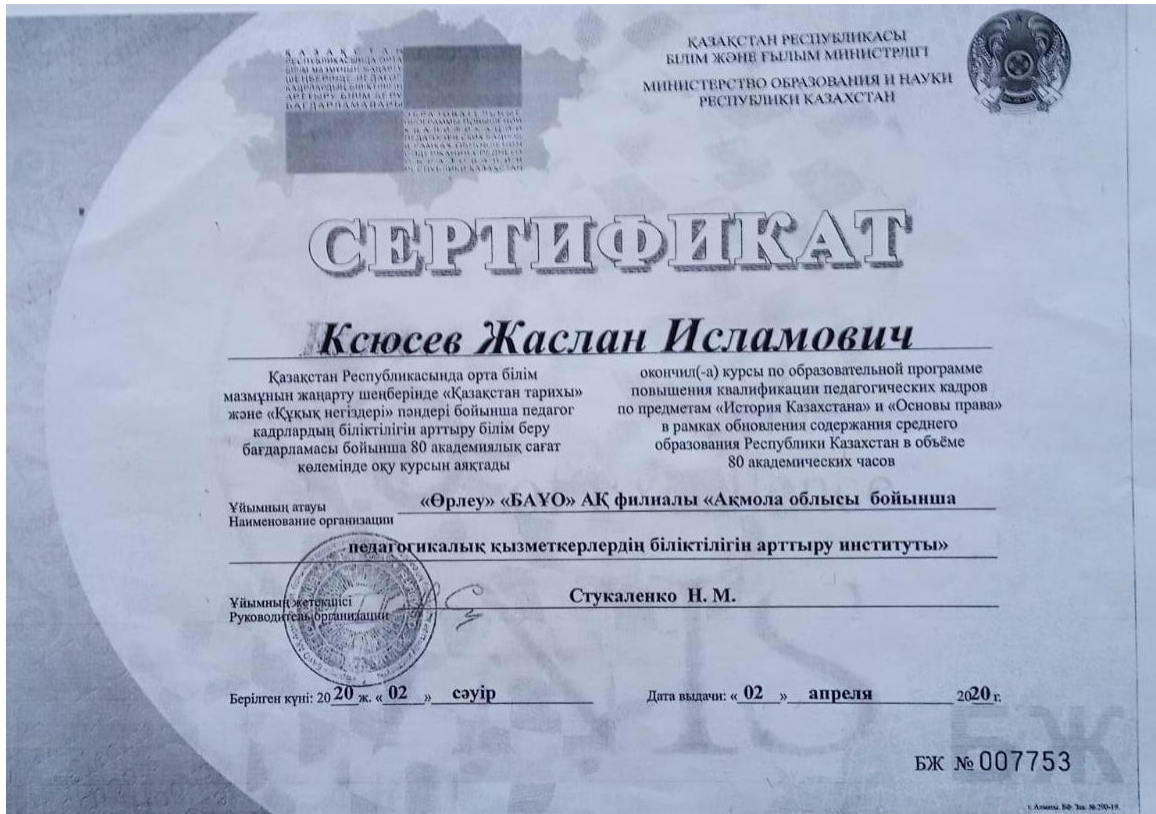 ҚАЗАҚСТАН РЕСПУБЛИКАСЫ
БІЛІМ ЖӘНЕ ҒЫЛЫМ МИНИСТРЛІГІ
МИНИСТЕРСТВО ОБРАЗОВАНИЯ И НАУКИ
РЕСПУБЛИКИ КАЗАХСТАН
СЕРТИФИКАТ
Ксюсев Жаслан Исламович
Қазақстан Республикасында орта білім
мазмұнын жаңарту шеңберінде «Қазақстан тарихы»
және «Құқық негіздері» пәндері бойынша педагог
кадрлардың біліктілігін арттыру білім беру
бағдарламасы бойынша 80 академиялық сағат
көлемінде оқу курсын аяқтады
окончил(-а) курсы по образовательной программе
повышения квалификации педагогических кадров
по предметам «История Казахстана» и «Основы права»
в рамках обновления содержания среднего
образования Республики Казахстан в объёме
80 академических часов
Ұйымның атауы «Өрлеу» «БАҰО» АҚ филиалы «Ақмола облысы бойынша
Наименование организации
педагогикалық қызметкерлердің біліктілігін арттыру институты»
Ұйымның жетекшісі Стукаленко Н. М.
Руководитель организации
Берілген күні: 2020 ж. «02» сәуір Дата выдачи: «02» апреля 2020 г.
БЖ
БЖ № 007753